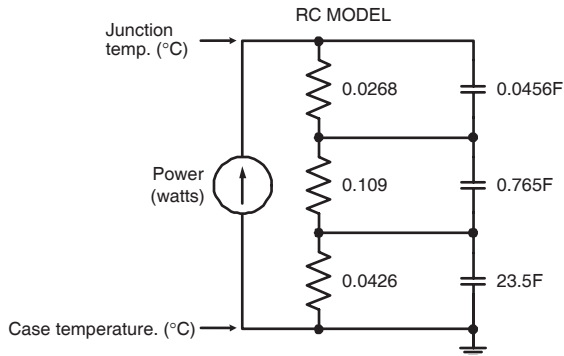 RC MODEL
Junction
temp. (°C)
0.0268
0.0456F
Power
(watts)
0.109
0.765F
0.0426
23.5F
Case temperature. (°C)